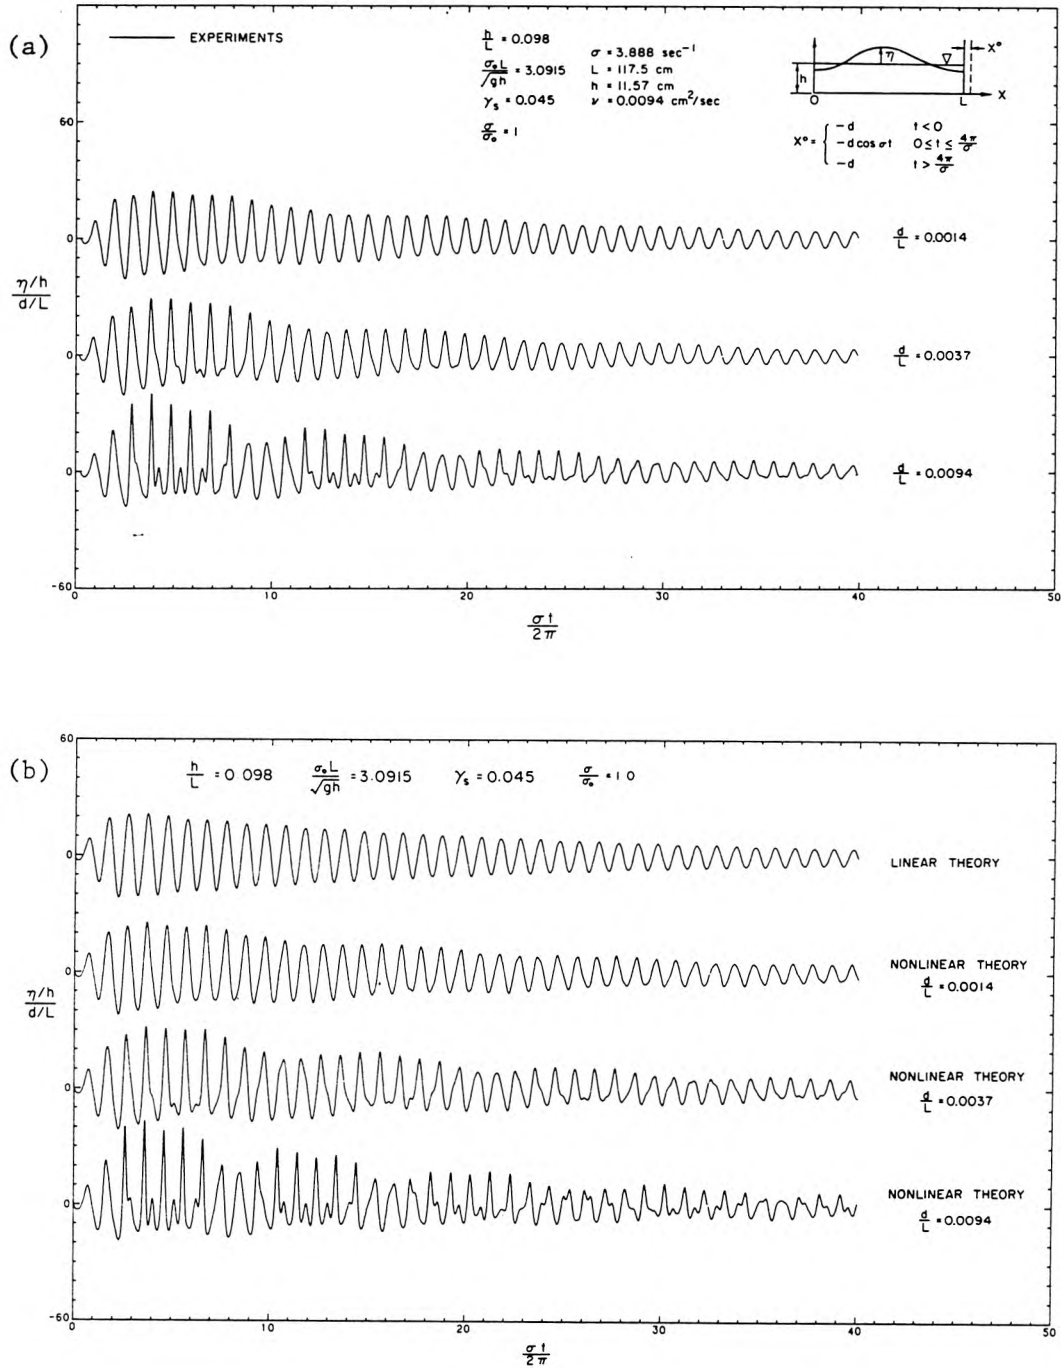 (a)
EXPERIMENTS
h/L = 0.098
σₒL/√gh = 3.0915
γₛ = 0.045
σ/σₒ = 1
σ = 3.888 sec⁻¹
L = 117.5 cm
h = 11.57 cm
ν = 0.0094 cm²/sec
η
h
X°
O
L
X
X° = { -d t < 0
-d cos σt 0 ≤ t ≤ 4π/σ
-d t > 4π/σ
60
0
d/L = 0.0014
η/h
d/L
0
d/L = 0.0037
0
d/L = 0.0094
-60
0 10 20 30 40 50
σt/2π
(b)
60
h/L = 0.098 σₒL/√gh = 3.0915 γₛ = 0.045 σ/σₒ = 1.0
0
LINEAR THEORY
0
NONLINEAR THEORY
d/L = 0.0014
η/h
d/L
0
NONLINEAR THEORY
d/L = 0.0037
0
NONLINEAR THEORY
d/L = 0.0094
-60
0 10 20 30 40 50
σt/2π